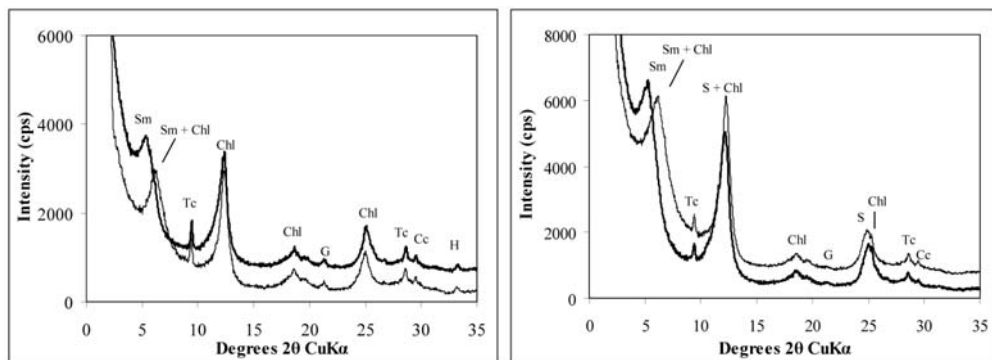 6000
4000
2000
0
Intensity (cps)
Sm
Sm + Chl
Tc
Chl
Chl
G
Chl
Tc
Cc
H
0 5 10 15 20 25 30 35
Degrees 2θ CuKα
8000
6000
4000
2000
0
Intensity (cps)
Sm
Sm + Chl
S + Chl
Tc
Chl
G
S
Chl
Tc
Cc
0 5 10 15 20 25 30 35
Degrees 2θ CuKα